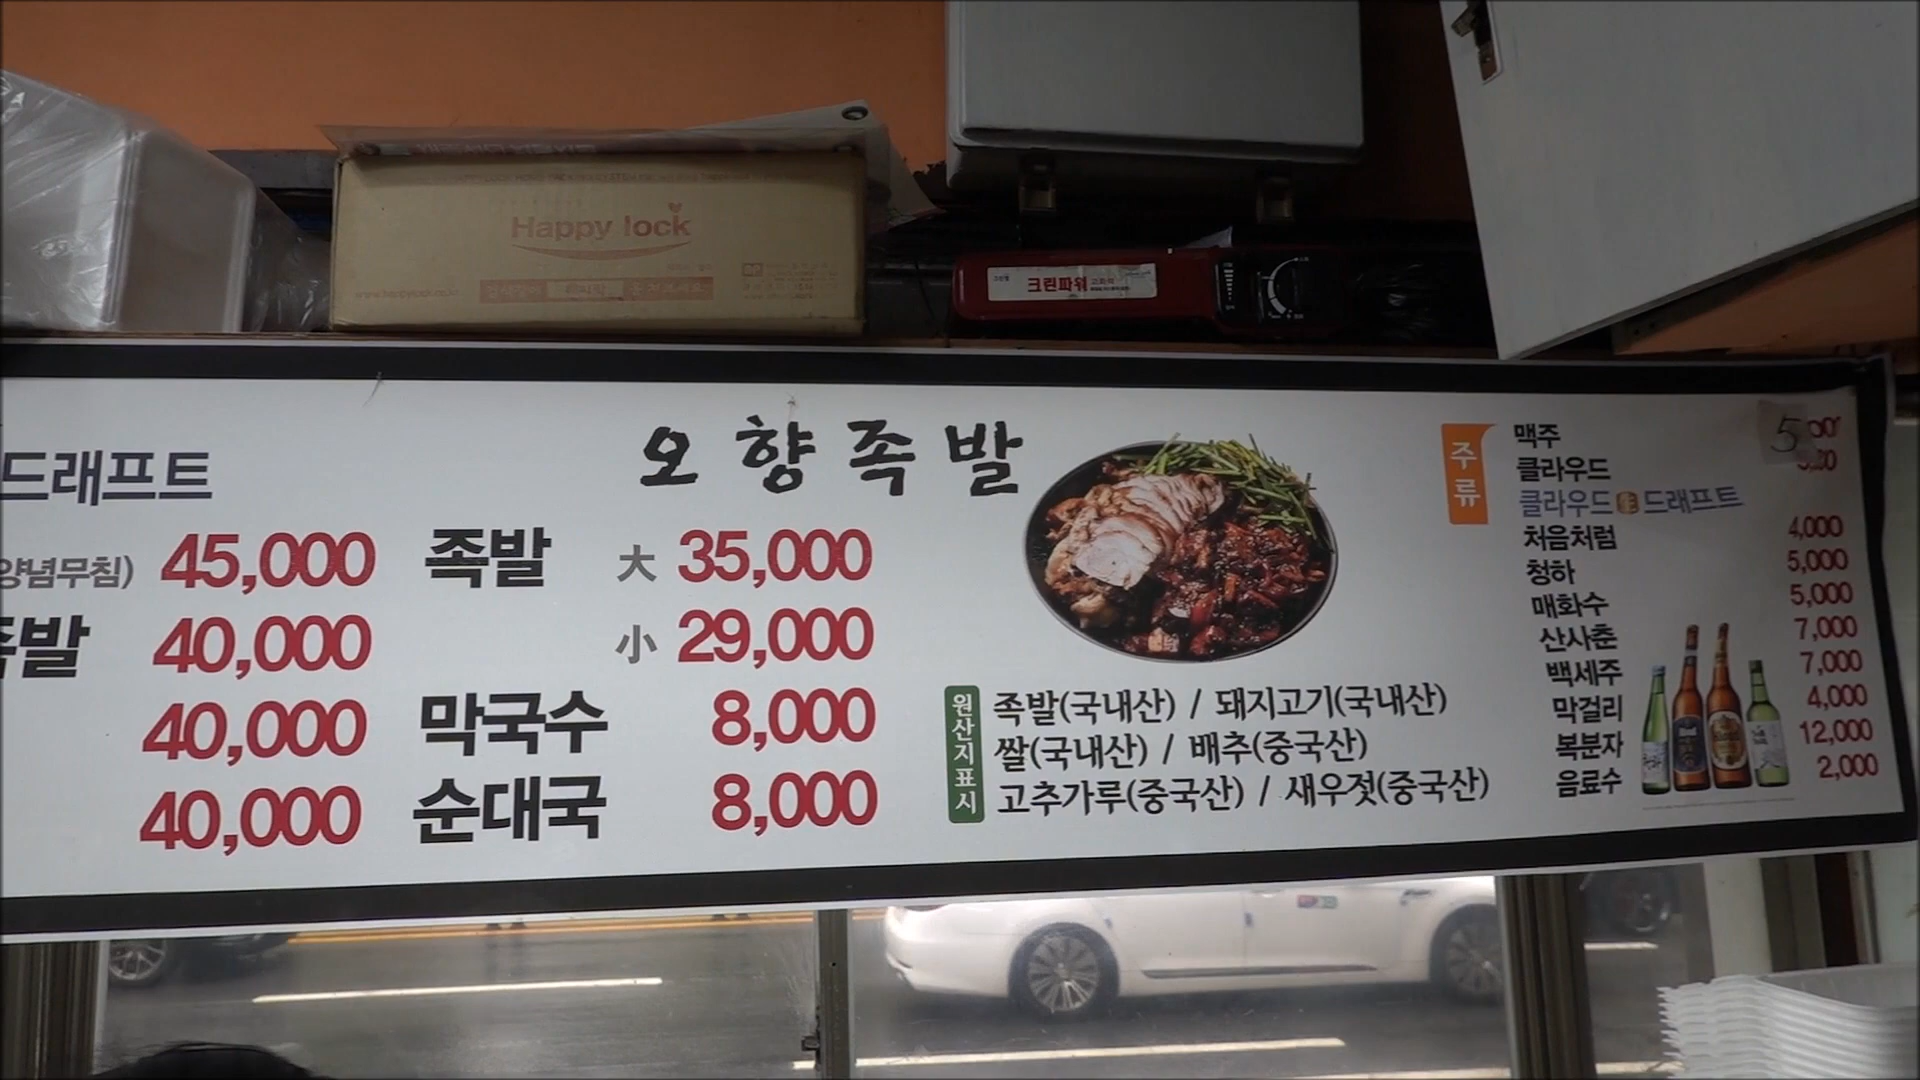 Happy lock
크린파워
드래프트
양념무침) 45,000
족발 40,000
40,000
40,000
오향족발
족발 大 35,000
小 29,000
막국수 8,000
순대국 8,000
원산지표시
족발(국내산) / 돼지고기(국내산)
쌀(국내산) / 배추(중국산)
고추가루(중국산) / 새우젓(중국산)
주류
맥주 5
클라우드
클라우드 生 드래프트
처음처럼 4,000
청하 5,000
매화수 5,000
산사춘 7,000
백세주 7,000
막걸리 4,000
복분자 12,000
음료수 2,000